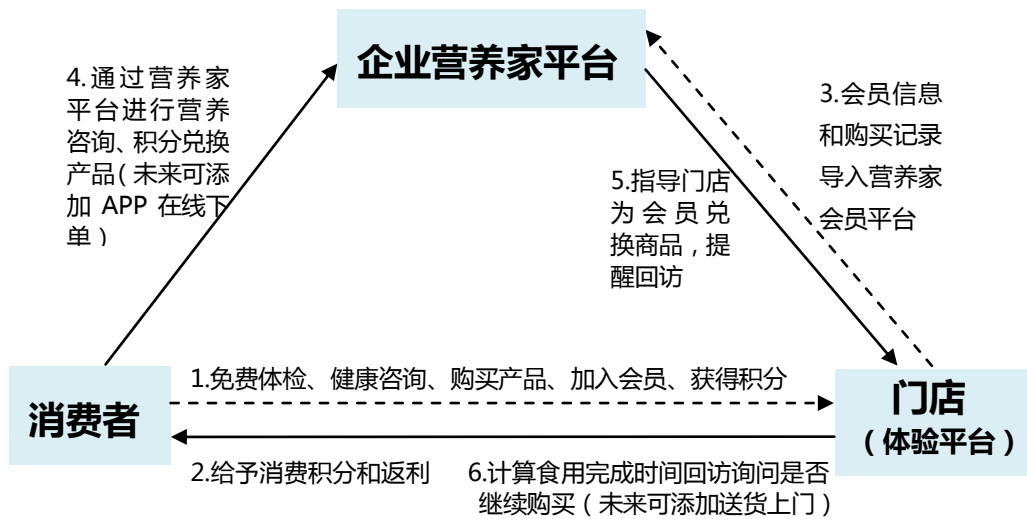 企业营养家平台
4.通过营养家
平台进行营养
咨询、积分兑换
产品（未来可添
加 APP 在线下
单）
3.会员信息
和购买记录
导入营养家
会员平台
5.指导门店
为会员兑
换商品，提
醒回访
1.免费体检、健康咨询、购买产品、加入会员、获得积分
消费者
门店
（体验平台）
2.给予消费积分和返利
6.计算食用完成时间回访询问是否
继续购买（未来可添加送货上门）